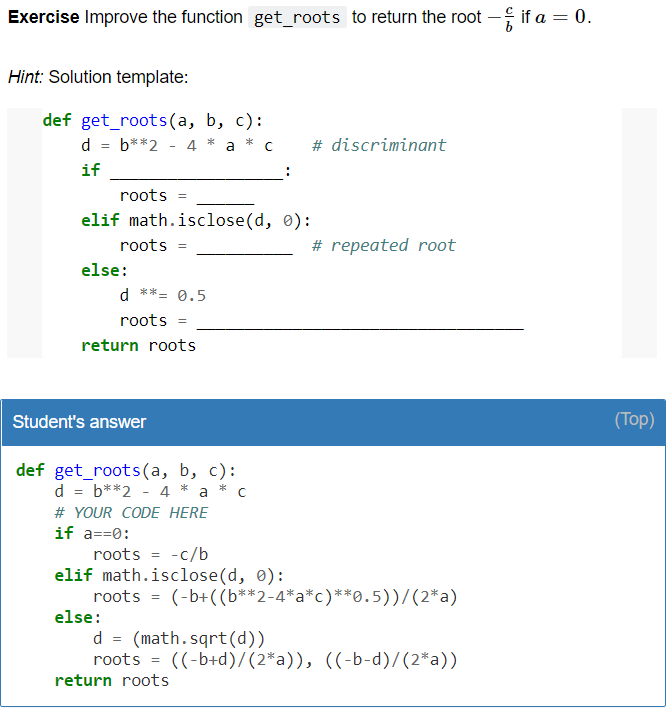 Exercise Improve the function get_roots to return the root −c/b if a = 0.
Hint: Solution template:
def get_roots(a, b, c):
    d = b**2 - 4 * a * c    # discriminant
    if __________________:
        roots = ______
    elif math.isclose(d, 0):
        roots = __________  # repeated root
    else:
        d **= 0.5
        roots = __________________________________
    return roots
Student's answer (Top)
def get_roots(a, b, c):
    d = b**2 - 4 * a * c
    # YOUR CODE HERE
    if a==0:
        roots = -c/b
    elif math.isclose(d, 0):
        roots = (-b+((b**2-4*a*c)**0.5))/(2*a)
    else:
        d = (math.sqrt(d))
        roots = ((-b+d)/(2*a)), ((-b-d)/(2*a))
    return roots